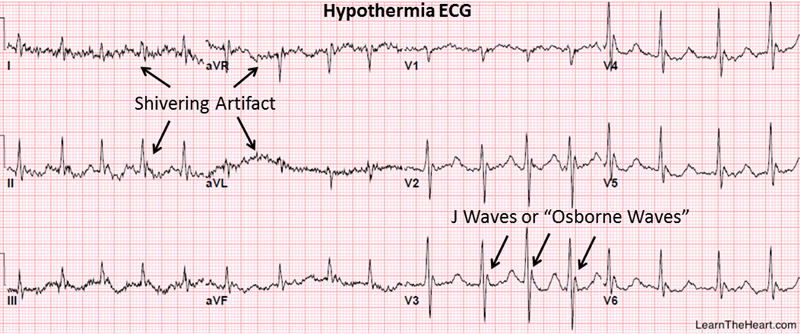 Hypothermia ECG
I
aVR
V1
V4
Shivering Artifact
II
aVL
V2
V5
J Waves or “Osborne Waves”
III
aVF
V3
V6
LearnTheHeart.com